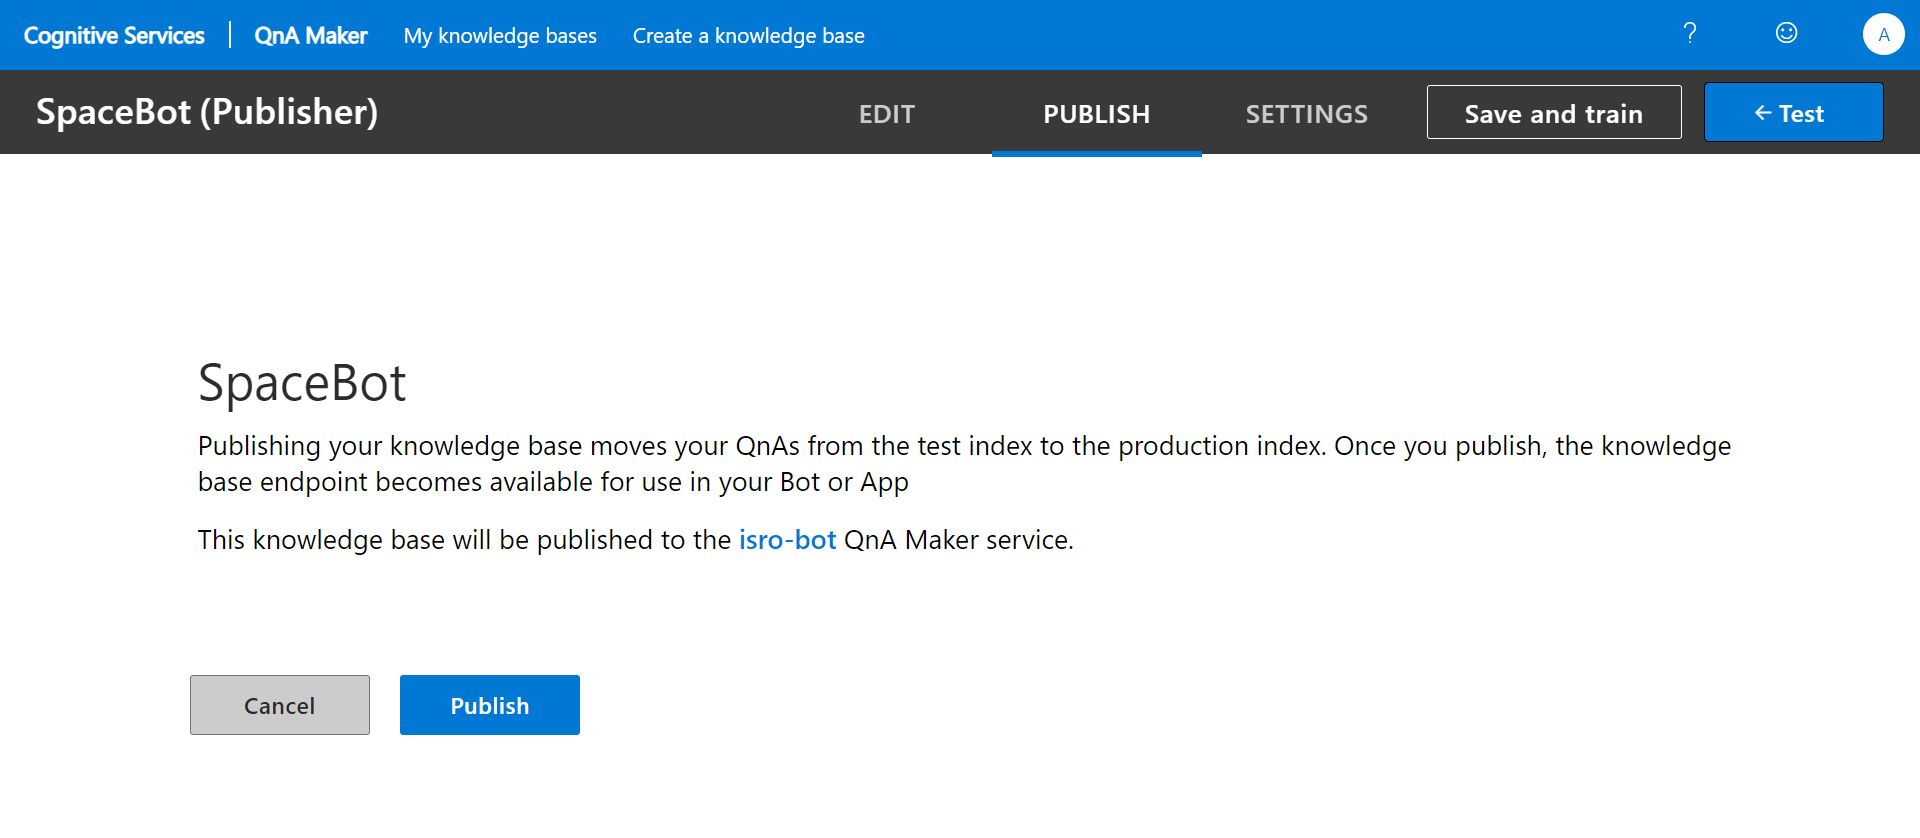 Cognitive Services | QnA Maker My knowledge bases Create a knowledge base ? A
SpaceBot (Publisher) EDIT PUBLISH SETTINGS Save and train ← Test
SpaceBot
Publishing your knowledge base moves your QnAs from the test index to the production index. Once you publish, the knowledge
base endpoint becomes available for use in your Bot or App
This knowledge base will be published to the isro-bot QnA Maker service.
Cancel Publish